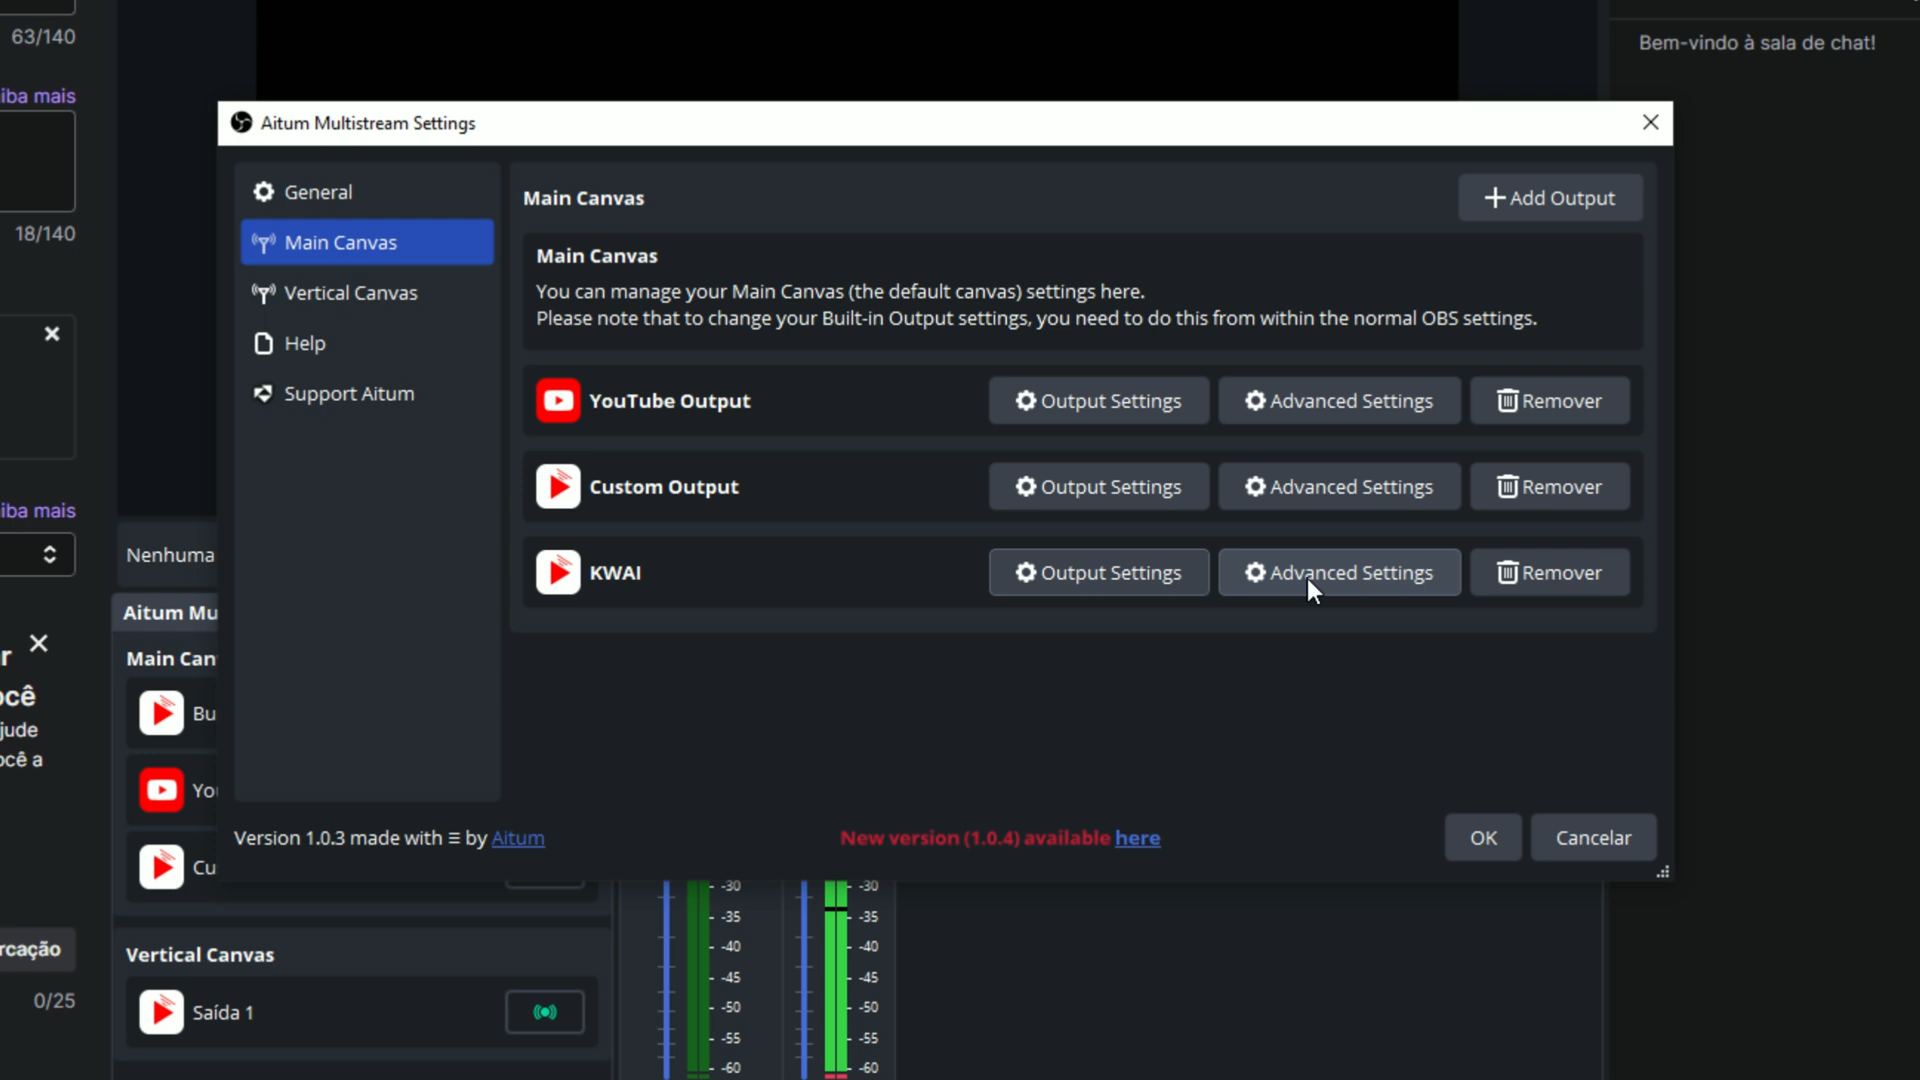 63/140
iba mais
18/140
iba mais
Nenhuma
r
ocê
jude
ocê a
rcação
0/25
Bem-vindo à sala de chat!
Aitum Multistream Settings
General
Main Canvas
Vertical Canvas
Help
Support Aitum
Main Canvas
Add Output
Main Canvas
You can manage your Main Canvas (the default canvas) settings here.
Please note that to change your Built-in Output settings, you need to do this from within the normal OBS settings.
YouTube Output
Output Settings
Advanced Settings
Remover
Custom Output
Output Settings
Advanced Settings
Remover
KWAI
Output Settings
Advanced Settings
Remover
Version 1.0.3 made with ☰ by Aitum
New version (1.0.4) available here
OK
Cancelar
Aitum Mu
Main Can
Bu
You
Cu
Vertical Canvas
Saída 1
-30
-35
-40
-45
-50
-55
-60
-30
-35
-40
-45
-50
-55
-60